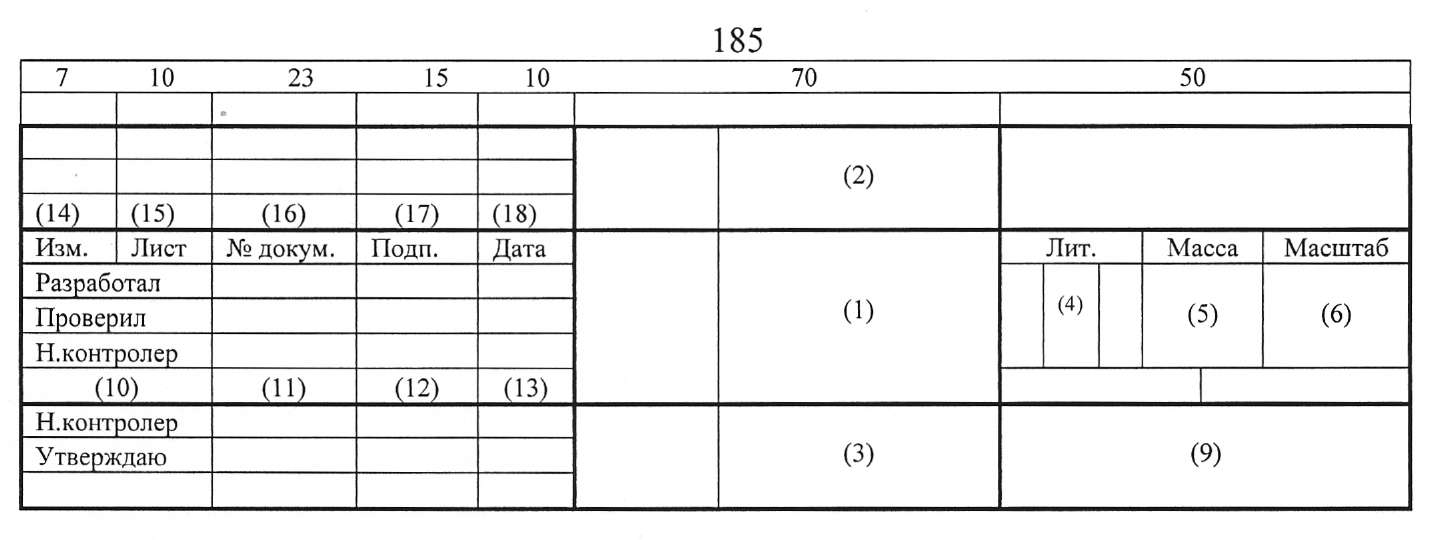 185
7 10 23 15 10 70 50
(2)
(14) (15) (16) (17) (18)
Изм. Лист № докум. Подп. Дата Лит. Масса Масштаб
Разработал
Проверил (1) (4) (5) (6)
Н.контролер
(10) (11) (12) (13)
Н.контролер
Утверждаю (3) (9)